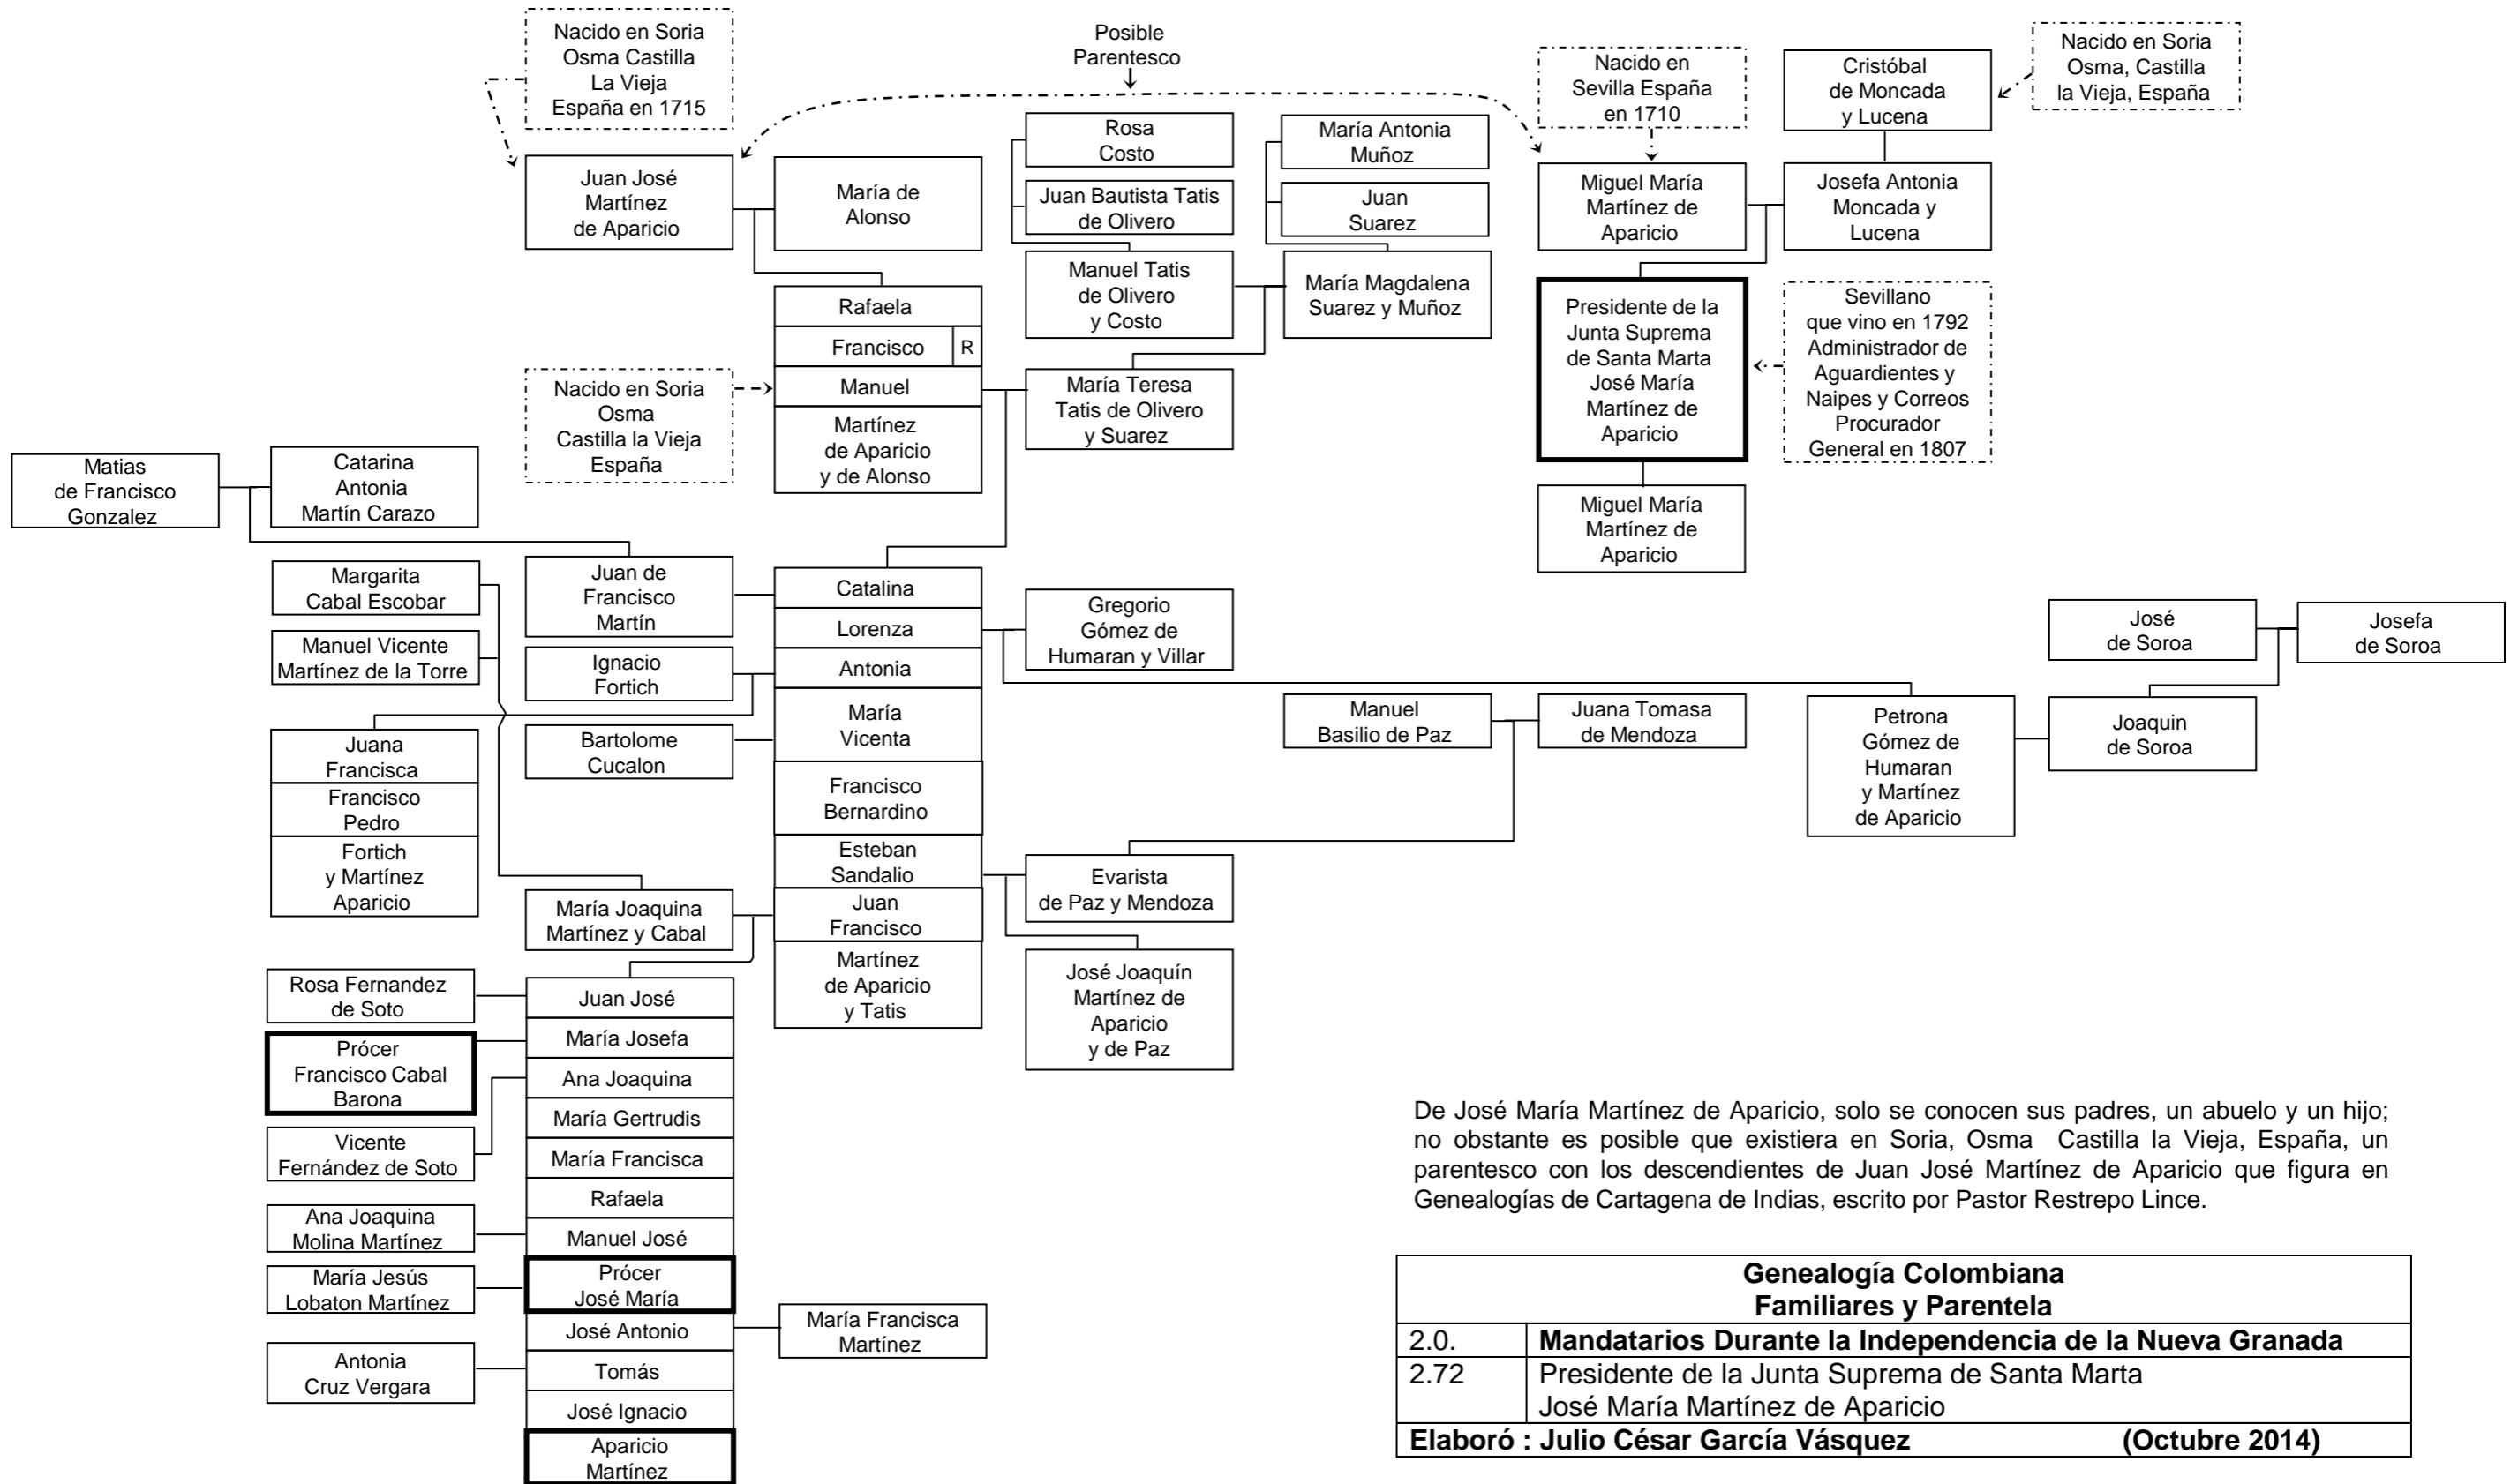 Nacido en Soria
Osma Castilla
La Vieja
España en 1715
Posible
Parentesco
Nacido en
Sevilla España
en 1710
Cristóbal
de Moncada
y Lucena
Nacido en Soria
Osma, Castilla
la Vieja, España
Rosa
Costo
María Antonia
Muñoz
Juan José
Martínez
de Aparicio
María de
Alonso
Juan Bautista Tatis
de Olivero
Juan
Suarez
Miguel María
Martínez de
Aparicio
Josefa Antonia
Moncada y
Lucena
Manuel Tatis
de Olivero
y Costo
María Magdalena
Suarez y Muñoz
Rafaela
Francisco R
Manuel
Martínez
de Aparicio
y de Alonso
Nacido en Soria
Osma
Castilla la Vieja
España
María Teresa
Tatis de Olivero
y Suarez
Presidente de la
Junta Suprema
de Santa Marta
José María
Martínez de
Aparicio
Sevillano
que vino en 1792
Administrador de
Aguardientes y
Naipes y Correos
Procurador
General en 1807
Miguel María
Martínez de
Aparicio
Matias
de Francisco
Gonzalez
Catarina
Antonia
Martín Carazo
Margarita
Cabal Escobar
Juan de
Francisco
Martín
Manuel Vicente
Martínez de la Torre
Ignacio
Fortich
Bartolome
Cucalon
Catalina
Lorenza
Antonia
María
Vicenta
Francisco
Bernardino
Esteban
Sandalio
Juan
Francisco
Martínez
de Aparicio
y Tatis
Gregorio
Gómez de
Humaran y Villar
José
de Soroa
Josefa
de Soroa
Manuel
Basilio de Paz
Juana Tomasa
de Mendoza
Petrona
Gómez de
Humaran
y Martínez
de Aparicio
Joaquin
de Soroa
Juana
Francisca
Francisco
Pedro
Fortich
y Martínez
Aparicio
María Joaquina
Martínez y Cabal
Evarista
de Paz y Mendoza
José Joaquín
Martínez de
Aparicio
y de Paz
Rosa Fernandez
de Soto
Prócer
Francisco Cabal
Barona
Vicente
Fernández de Soto
Ana Joaquina
Molina Martínez
María Jesús
Lobaton Martínez
Antonia
Cruz Vergara
Juan José
María Josefa
Ana Joaquina
María Gertrudis
María Francisca
Rafaela
Manuel José
Prócer
José María
José Antonio
Tomás
José Ignacio
Aparicio
Martínez
María Francisca
Martínez
De José María Martínez de Aparicio, solo se conocen sus padres, un abuelo y un hijo;
no obstante es posible que existiera en Soria, Osma Castilla la Vieja, España, un
parentesco con los descendientes de Juan José Martínez de Aparicio que figura en
Genealogías de Cartagena de Indias, escrito por Pastor Restrepo Lince.
Genealogía Colombiana
Familiares y Parentela
2.0. Mandatarios Durante la Independencia de la Nueva Granada
2.72 Presidente de la Junta Suprema de Santa Marta
José María Martínez de Aparicio
Elaboró : Julio César García Vásquez (Octubre 2014)